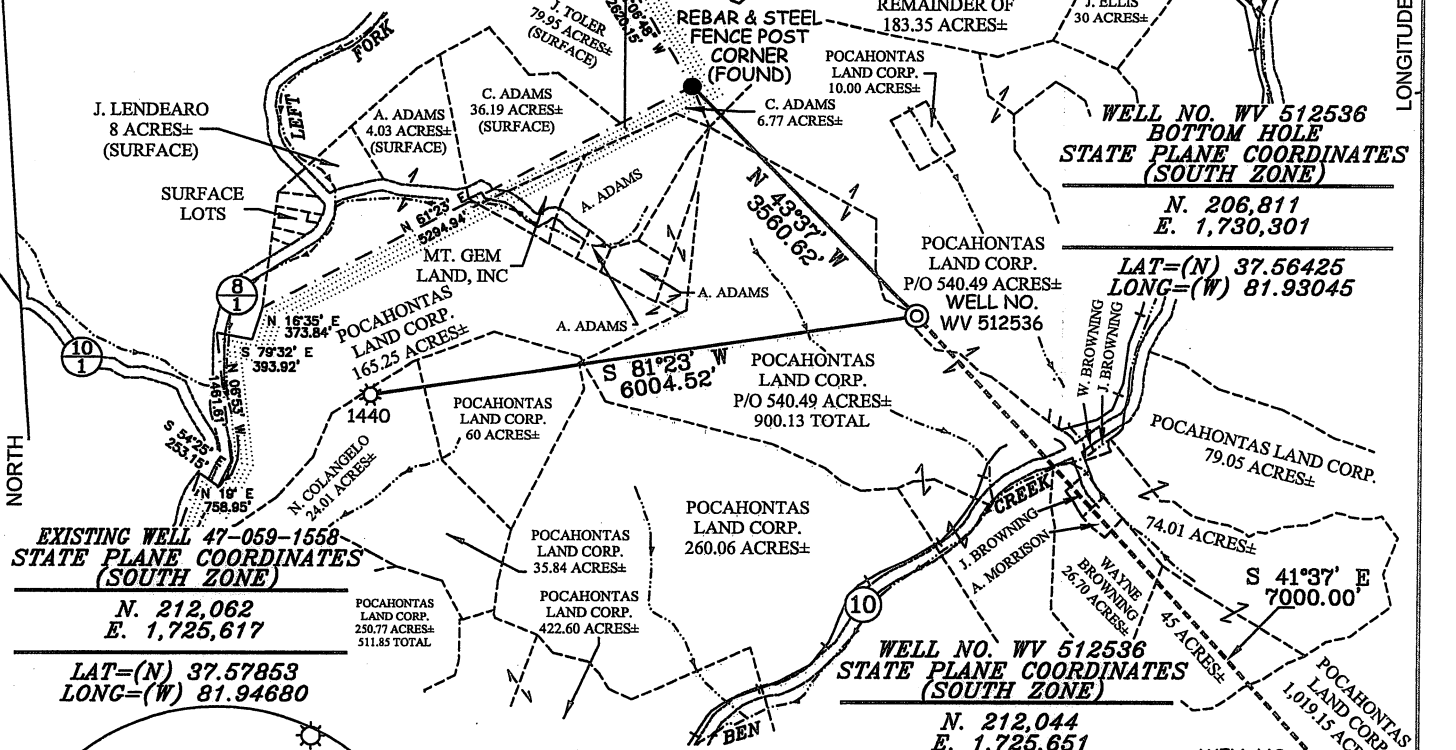 FORK
LEFT
J. TOLER
79.95 ACRES±
(SURFACE)
06'45" W
2620.15'
REBAR & STEEL
FENCE POST
CORNER
(FOUND)
REMAINDER OF
183.35 ACRES±
J. ELLIS
30 ACRES±
LONGITUDE
POCAHONTAS
LAND CORP.
10.00 ACRES±
J. LENDEARO
8 ACRES±
(SURFACE)
A. ADAMS
4.03 ACRES±
(SURFACE)
C. ADAMS
36.19 ACRES±
(SURFACE)
C. ADAMS
6.77 ACRES±
WELL NO. WV 512536
BOTTOM HOLE
STATE PLANE COORDINATES
(SOUTH ZONE)
N. 206,811
E. 1,730,301
LAT=(N) 37.56425
LONG=(W) 81.93045
SURFACE
LOTS
A. ADAMS
N 61°23' E
5294.94'
N 43°37' W
3560.62'
MT. GEM
LAND, INC
POCAHONTAS
LAND CORP.
P/O 540.49 ACRES±
WELL NO.
WV 512536
A. ADAMS
A. ADAMS
8
1
N 16°35' E
373.84'
S 79°32' E
393.92'
POCAHONTAS
LAND CORP.
165.25 ACRES±
10
1
N 06°53' W
1461.61'
S 81°23' W
6004.52'
POCAHONTAS
LAND CORP.
P/O 540.49 ACRES±
900.13 TOTAL
W. BROWNING
J. BROWNING
1440
POCAHONTAS
LAND CORP.
60 ACRES±
S 54°25' E
253.15'
N. COLANGELO
24.01 ACRES±
POCAHONTAS LAND CORP.
79.05 ACRES±
NORTH
N 19° E
758.95'
POCAHONTAS
LAND CORP.
260.06 ACRES±
CREEK
J. BROWNING
A. MORRISON
74.01 ACRES±
EXISTING WELL 47-059-1558
STATE PLANE COORDINATES
(SOUTH ZONE)
N. 212,062
E. 1,725,617
LAT=(N) 37.57853
LONG=(W) 81.94680
POCAHONTAS
LAND CORP.
35.84 ACRES±
POCAHONTAS
LAND CORP.
422.60 ACRES±
POCAHONTAS
LAND CORP.
250.77 ACRES±
511.85 TOTAL
10
WAYNE
BROWNING
26.70 ACRES±
S 41°37' E
7000.00'
45 ACRES±
WELL NO. WV 512536
STATE PLANE COORDINATES
(SOUTH ZONE)
N. 212,044
E. 1,725,651
POCAHONTAS
LAND CORP.
1,019.15
BEN